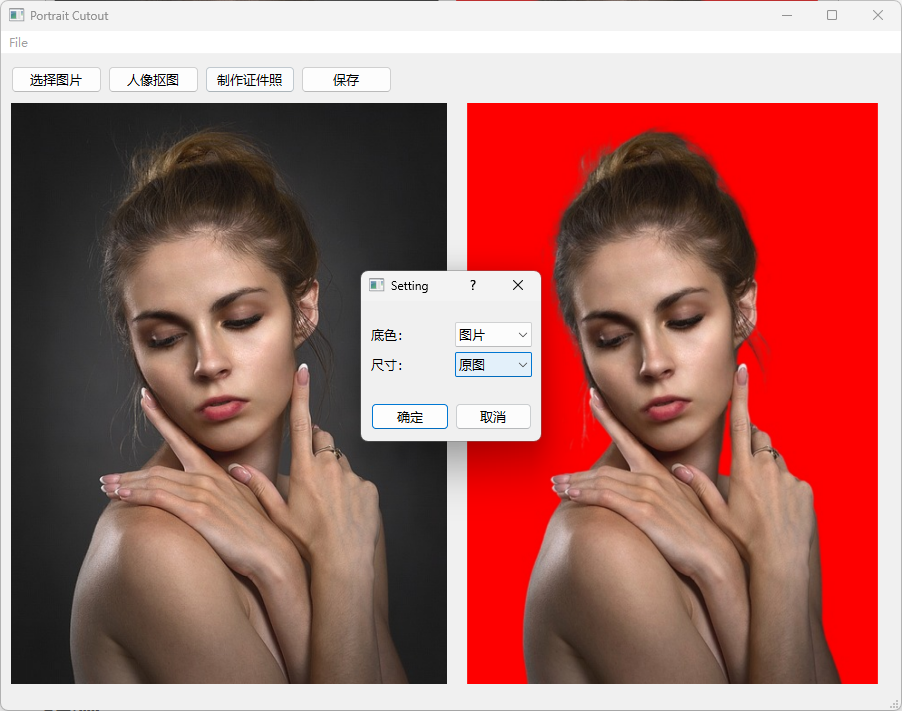 Portrait Cutout
File
选择图片 人像抠图 制作证件照 保存
Setting ?
底色： 图片
尺寸： 原图
确定 取消